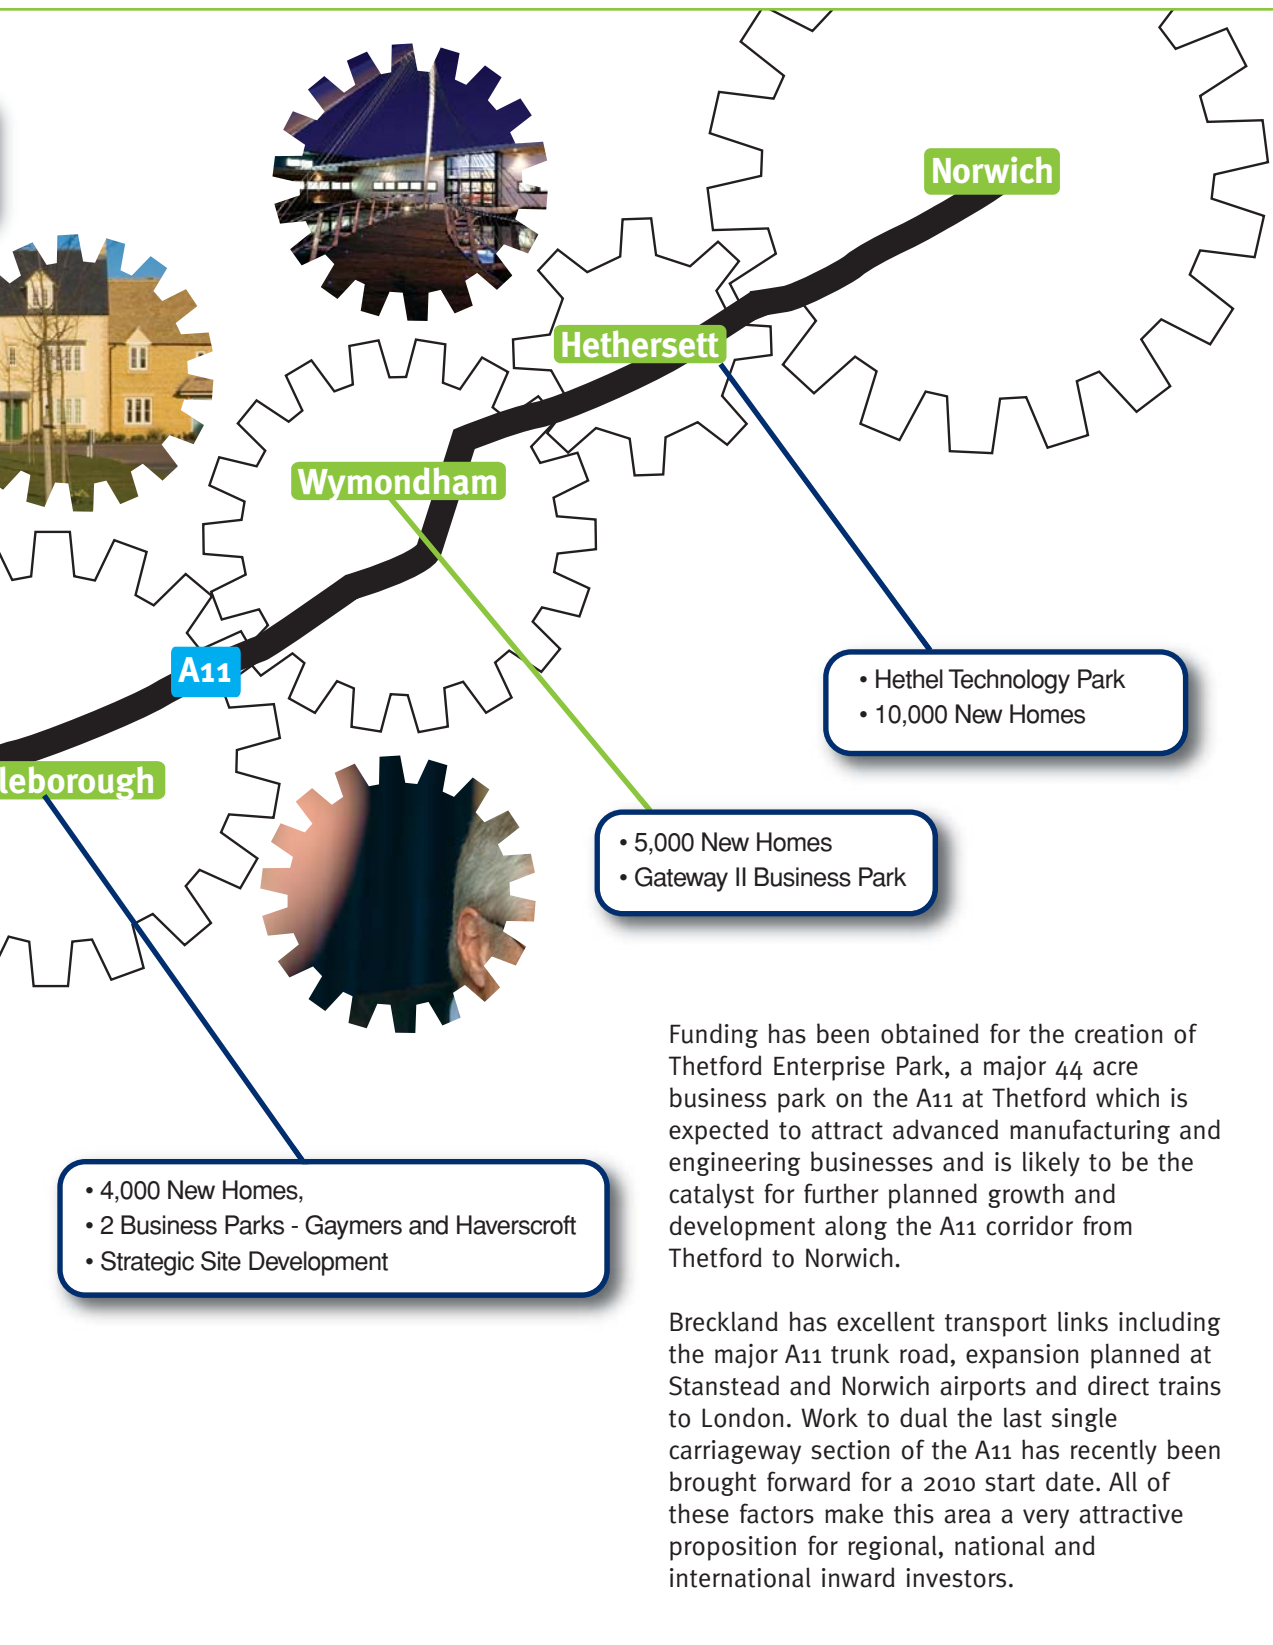 Norwich
Hethersett
Wymondham
A11
leborough
• Hethel Technology Park
• 10,000 New Homes
• 5,000 New Homes
• Gateway II Business Park
• 4,000 New Homes,
• 2 Business Parks - Gaymers and Haverscroft
• Strategic Site Development
Funding has been obtained for the creation of
Thetford Enterprise Park, a major 44 acre
business park on the A11 at Thetford which is
expected to attract advanced manufacturing and
engineering businesses and is likely to be the
catalyst for further planned growth and
development along the A11 corridor from
Thetford to Norwich.
Breckland has excellent transport links including
the major A11 trunk road, expansion planned at
Stanstead and Norwich airports and direct trains
to London. Work to dual the last single
carriageway section of the A11 has recently been
brought forward for a 2010 start date. All of
these factors make this area a very attractive
proposition for regional, national and
international inward investors.